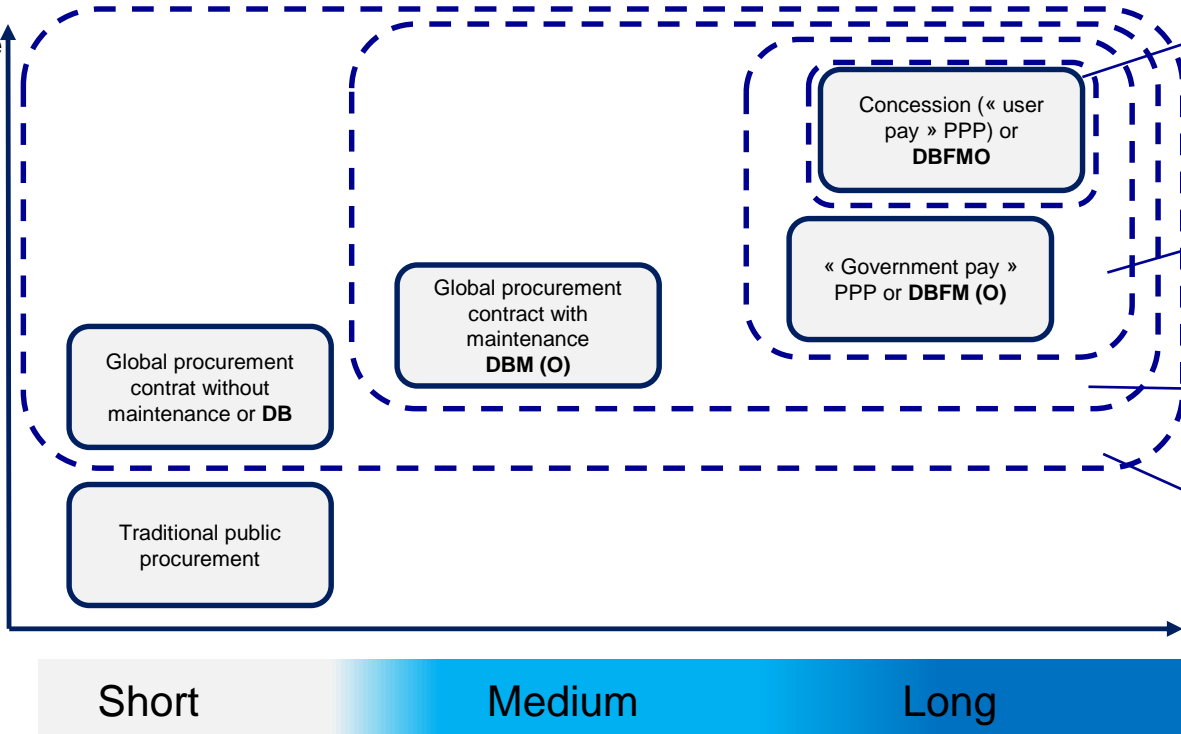 Concession (« user
pay » PPP) or
DBFMO
« Government pay »
PPP or DBFM (O)
Global procurement
contract with
maintenance
DBM (O)
Global procurement
contrat without
maintenance or DB
Traditional public
procurement
Short Medium Long